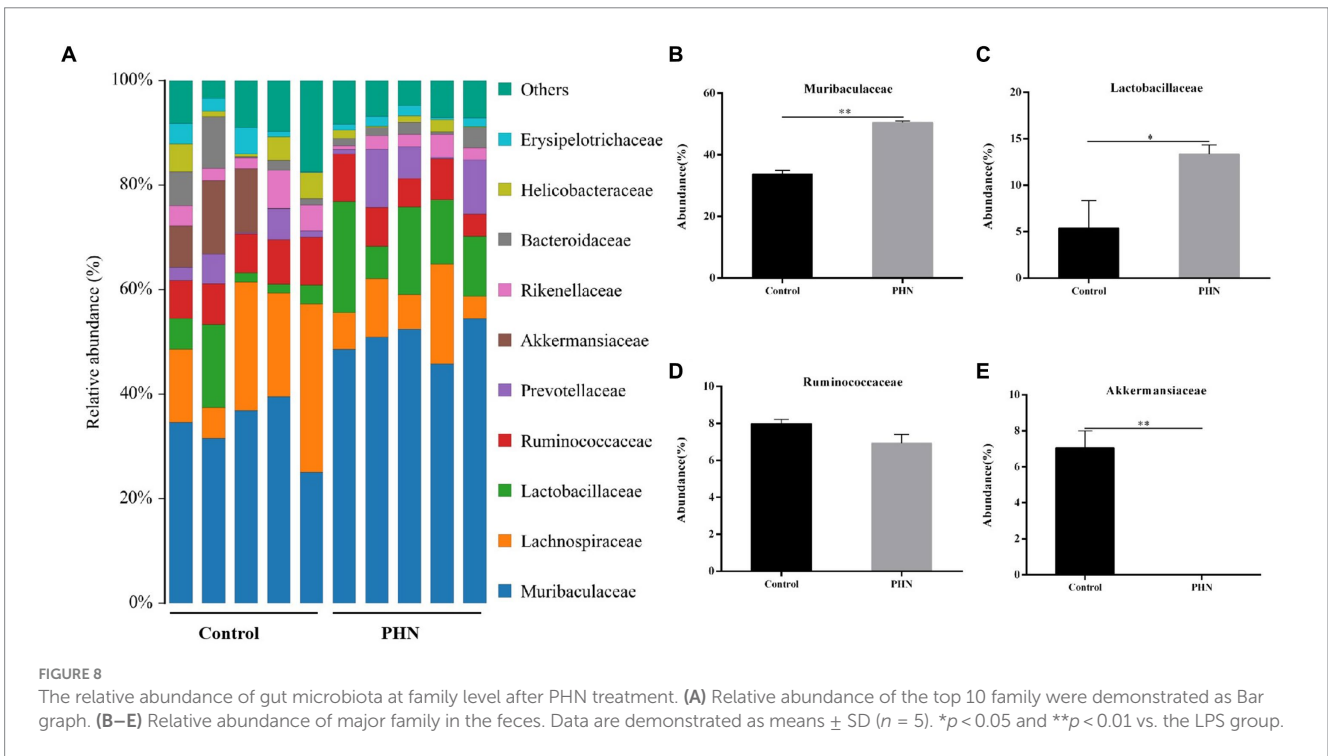 A
Relative abundance (%)
100%
80%
60%
40%
20%
0%
Control
PHN
Others
Erysipelotrichaceae
Helicobacteraceae
Bacteroidaceae
Rikenellaceae
Akkermansiaceae
Prevotellaceae
Ruminococcaceae
Lactobacillaceae
Lachnospiraceae
Muribaculaceae
B
Muribaculaceae
Abundance(%)
60
40
20
0
**
Control
PHN
C
Lactobacillaceae
Abundance(%)
20
15
10
5
0
*
Control
PHN
D
Ruminococcaceae
Abundance(%)
10
8
6
4
2
0
Control
PHN
E
Akkermansiaceae
Abundance(%)
10
8
6
4
2
0
**
Control
PHN
FIGURE 8
The relative abundance of gut microbiota at family level after PHN treatment. (A) Relative abundance of the top 10 family were demonstrated as Bar
graph. (B–E) Relative abundance of major family in the feces. Data are demonstrated as means ± SD (n = 5). *p < 0.05 and **p < 0.01 vs. the LPS group.